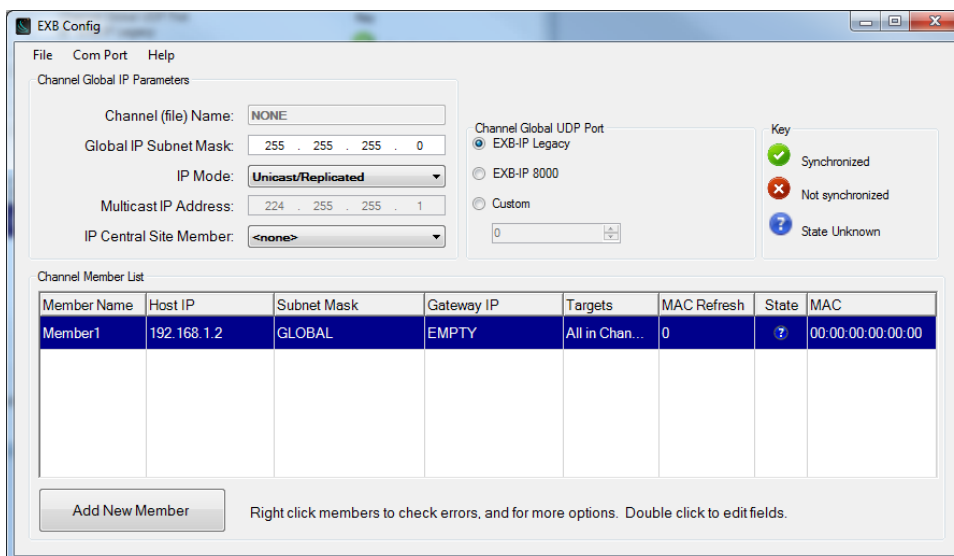 EXB Config
File Com Port Help
Channel Global IP Parameters
Channel (file) Name: NONE
Global IP Subnet Mask: 255 . 255 . 255 . 0
IP Mode: Unicast/Replicated
Multicast IP Address: 224 . 255 . 255 . 1
IP Central Site Member: <none>
Channel Global UDP Port
EXB-IP Legacy
EXB-IP 8000
Custom
0
Key
Synchronized
Not synchronized
State Unknown
Channel Member List
Member Name Host IP Subnet Mask Gateway IP Targets MAC Refresh State MAC
Member1 192.168.1.2 GLOBAL EMPTY All in Chan... 0 ? 00:00:00:00:00:00
Add New Member
Right click members to check errors, and for more options. Double click to edit fields.